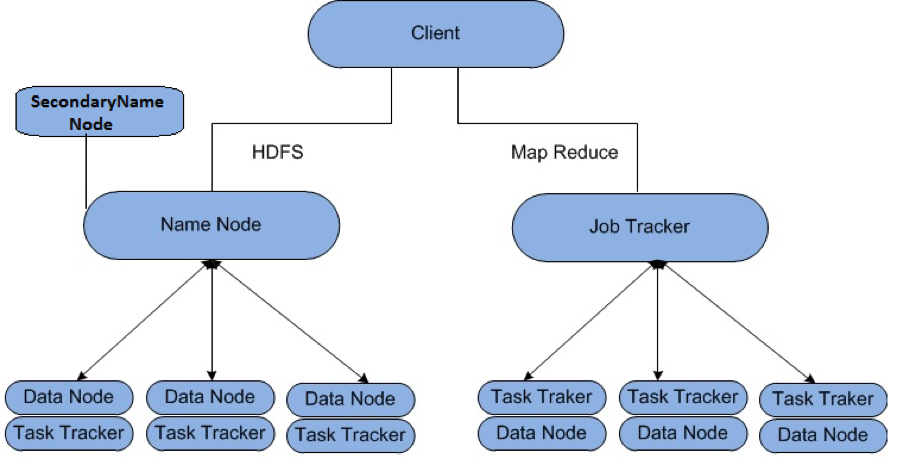 Client
SecondaryName
Node
HDFS
Map Reduce
Name Node
Job Tracker
Data Node
Data Node
Data Node
Task Traker
Task Tracker
Task Traker
Task Tracker
Task Tracker
Task Tracker
Data Node
Data Node
Data Node